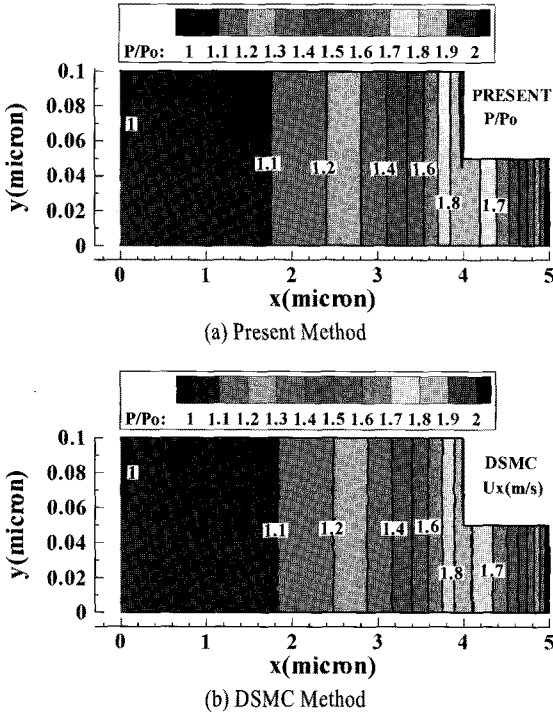 P/Po: 1 1.1 1.2 1.3 1.4 1.5 1.6 1.7 1.8 1.9 2
0.1
0.08
0.06
0.04
0.02
0
y(micron)
1
1.1
1.2
1.4
1.6
1.8
1.7
PRESENT
P/Po
0 1 2 3 4 5
x(micron)
(a) Present Method
P/Po: 1 1.1 1.2 1.3 1.4 1.5 1.6 1.7 1.8 1.9 2
0.1
0.08
0.06
0.04
0.02
0
y(micron)
1
1.1
1.2
1.4
1.6
1.8
1.7
DSMC
Ux(m/s)
0 1 2 3 4 5
x(micron)
(b) DSMC Method